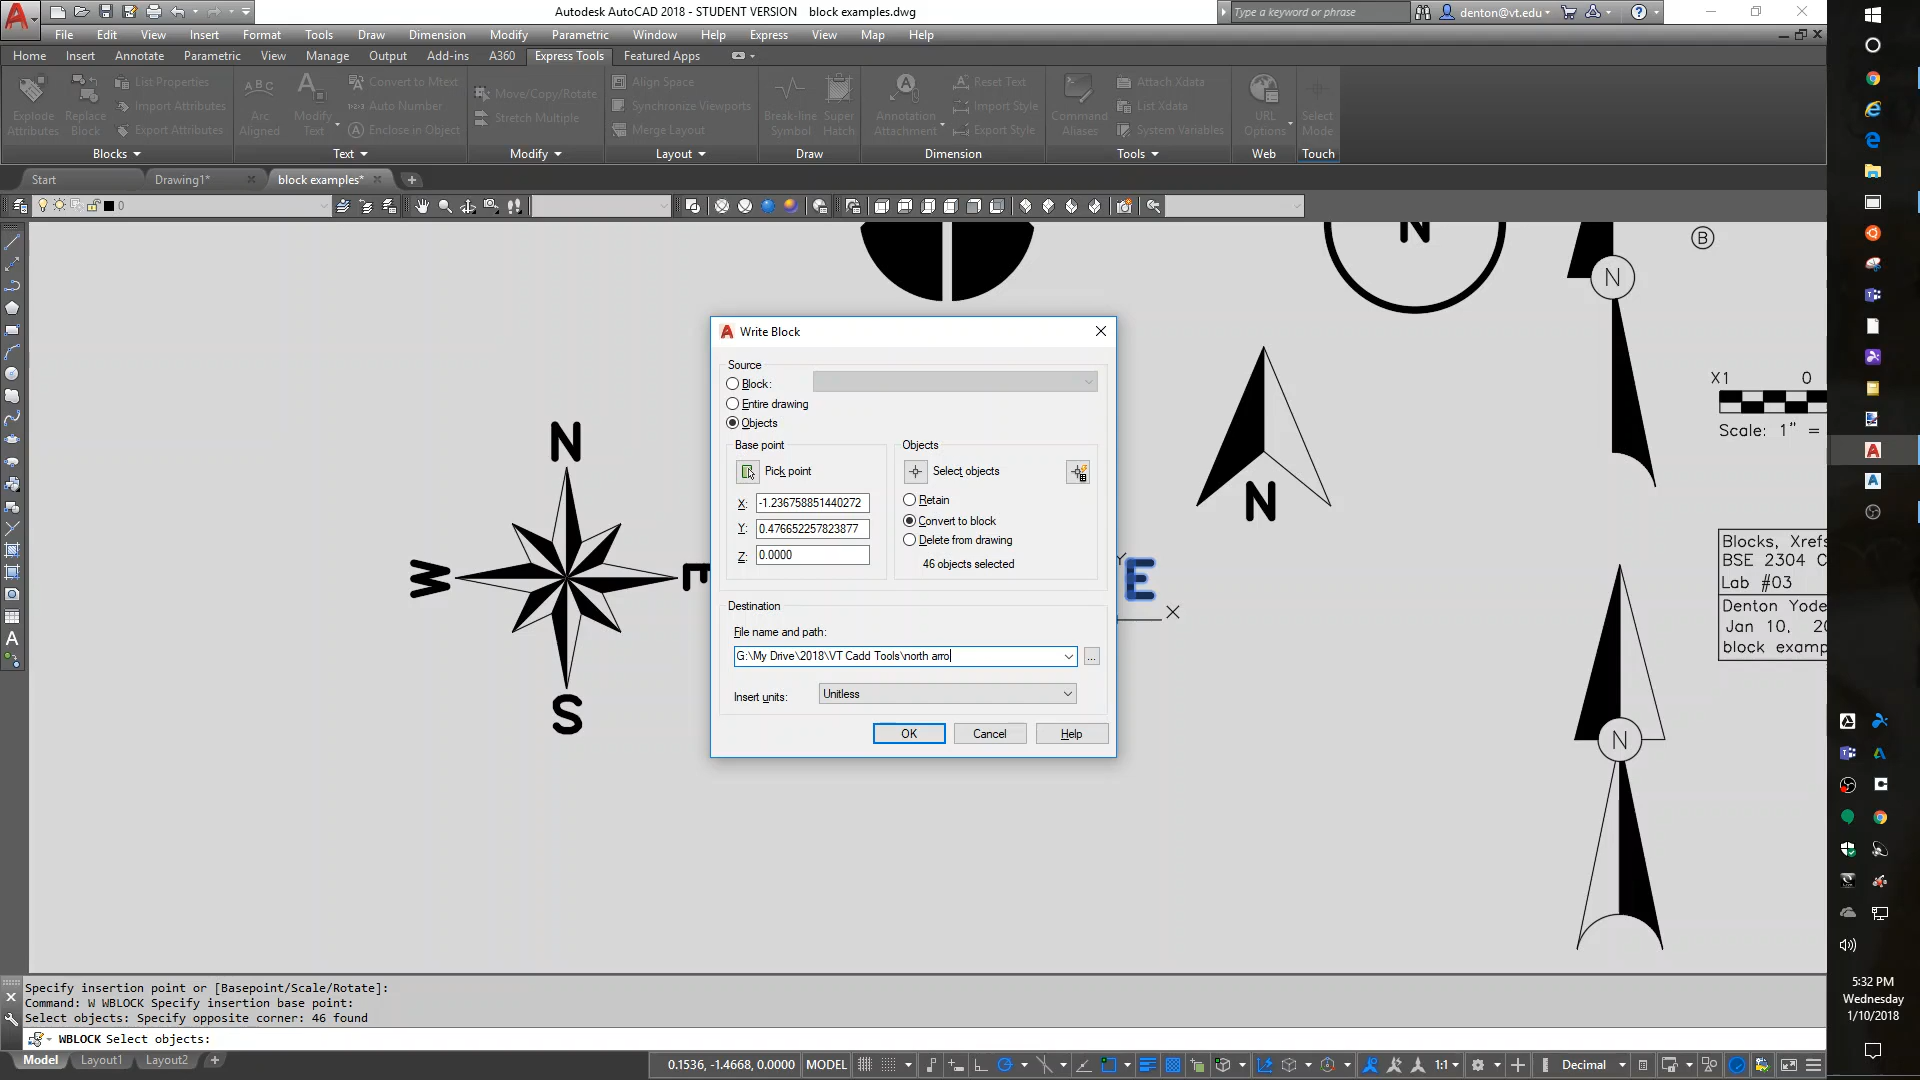 Autodesk AutoCAD 2018 - STUDENT VERSION block examples.dwg
Type a keyword or phrase
denton@vt.edu
File Edit View Insert Format Tools Draw Dimension Modify Parametric Window Help Express View Map Help
Home Insert Annotate Parametric View Manage Output Add-ins A360 Express Tools Featured Apps
Explode Attributes
Replace Block
List Properties
Import Attributes
Export Attributes
Blocks
Arc Aligned
Modify Text
Convert to Mtext
Auto Number
Enclose in Object
Text
Move/Copy/Rotate
Stretch Multiple
Modify
Align Space
Synchronize Viewports
Merge Layout
Layout
Break-line Symbol
Super Hatch
Draw
Annotation Attachment
Reset Text
Import Style
Export Style
Dimension
Command Aliases
Attach Xdata
List Xdata
System Variables
Tools
URL Options
Web
Select Mode
Touch
Start
Drawing1*
block examples*
0
N
N
B
Write Block
Source
Block:
Entire drawing
Objects
Base point
Pick point
X: -1.236758851440272
Y: 0.476652257823877
Z: 0.0000
Objects
Select objects
Retain
Convert to block
Delete from drawing
46 objects selected
Destination
File name and path:
G:\My Drive\2018\VT Cadd Tools\north arro
...
Insert units: Unitless
OK Cancel Help
N
W
E
S
N
Y
E
X
X1 0
Scale: 1" =
Blocks, Xrefs
BSE 2304 C
Lab #03
Denton Yode
Jan 10, 20
block examp
N
Specify insertion point or [Basepoint/Scale/Rotate]:
Command: W WBLOCK Specify insertion base point:
Select objects: Specify opposite corner: 46 found
WBLOCK Select objects:
Model Layout1 Layout2
0.1536, -1.4668, 0.0000 MODEL
1:1
Decimal
5:32 PM
Wednesday
1/10/2018